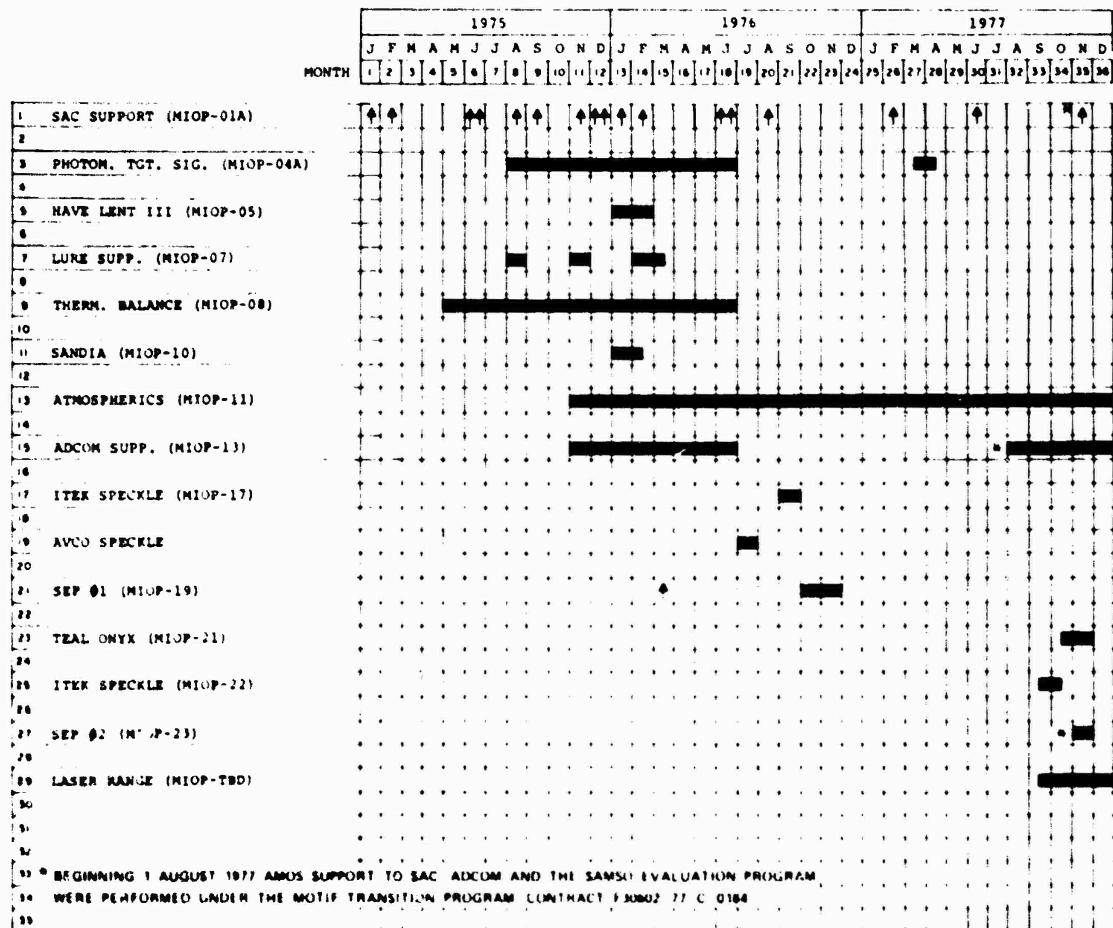 1975 1976 1977
J F M A M J J A S O N D J F M A M J J A S O N D J F M A M J J A S O N D
MONTH 1 2 3 4 5 6 7 8 9 10 11 12 13 14 15 16 17 18 19 20 21 22 23 24 25 26 27 28 29 30 31 32 33 34 35 36
1 SAC SUPPORT (MIOP-01A) *
2
3 PHOTOM. TGT. SIG. (MIOP-04A)
4
5 HAVE LENT III (MIOP-05)
6
7 LURE SUPP. (MIOP-07)
8
9 THERM. BALANCE (MIOP-08)
10
11 SANDIA (MIOP-10)
12
13 ATMOSPHERICS (MIOP-11)
14
15 ADCOM SUPP. (MIOP-13) *
16
17 ITEK SPECKLE (MIOP-17)
18
19 AVCO SPECKLE
20
21 SEP #1 (MIOP-19)
22
23 TEAL ONYX (MIOP-21)
24
25 ITEK SPECKLE (MIOP-22)
26
27 SEP #2 *
28
29 LASER RANGE (MIOP-TBD)
30
31
32
33 * BEGINNING 1 AUGUST 1977 AMOS SUPPORT TO SAC ADCOM AND THE SAMSO EVALUATION PROGRAM
34 WERE PERFORMED UNDER THE MOTIF TRANSITION PROGRAM CONTRACT F30602 77 C 0184
35